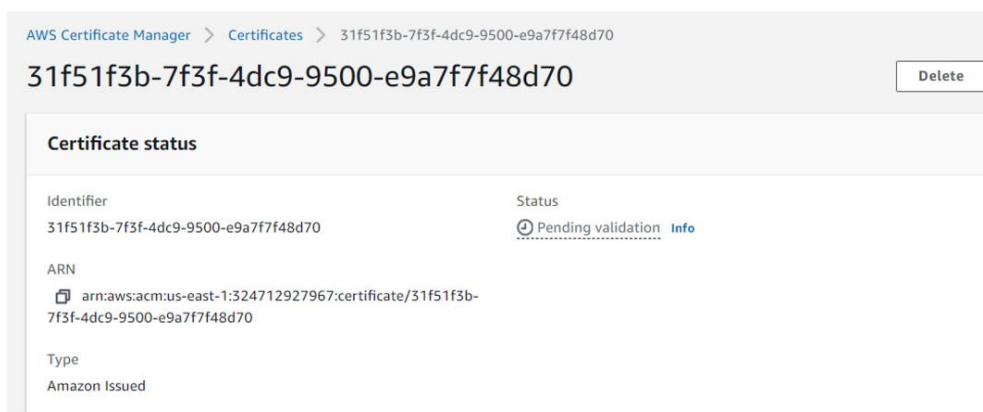 AWS Certificate Manager > Certificates > 31f51f3b-7f3f-4dc9-9500-e9a7f7f48d70
31f51f3b-7f3f-4dc9-9500-e9a7f7f48d70
Delete
Certificate status
Identifier
31f51f3b-7f3f-4dc9-9500-e9a7f7f48d70
Status
Pending validation Info
ARN
arn:aws:acm:us-east-1:324712927967:certificate/31f51f3b-
7f3f-4dc9-9500-e9a7f7f48d70
Type
Amazon Issued